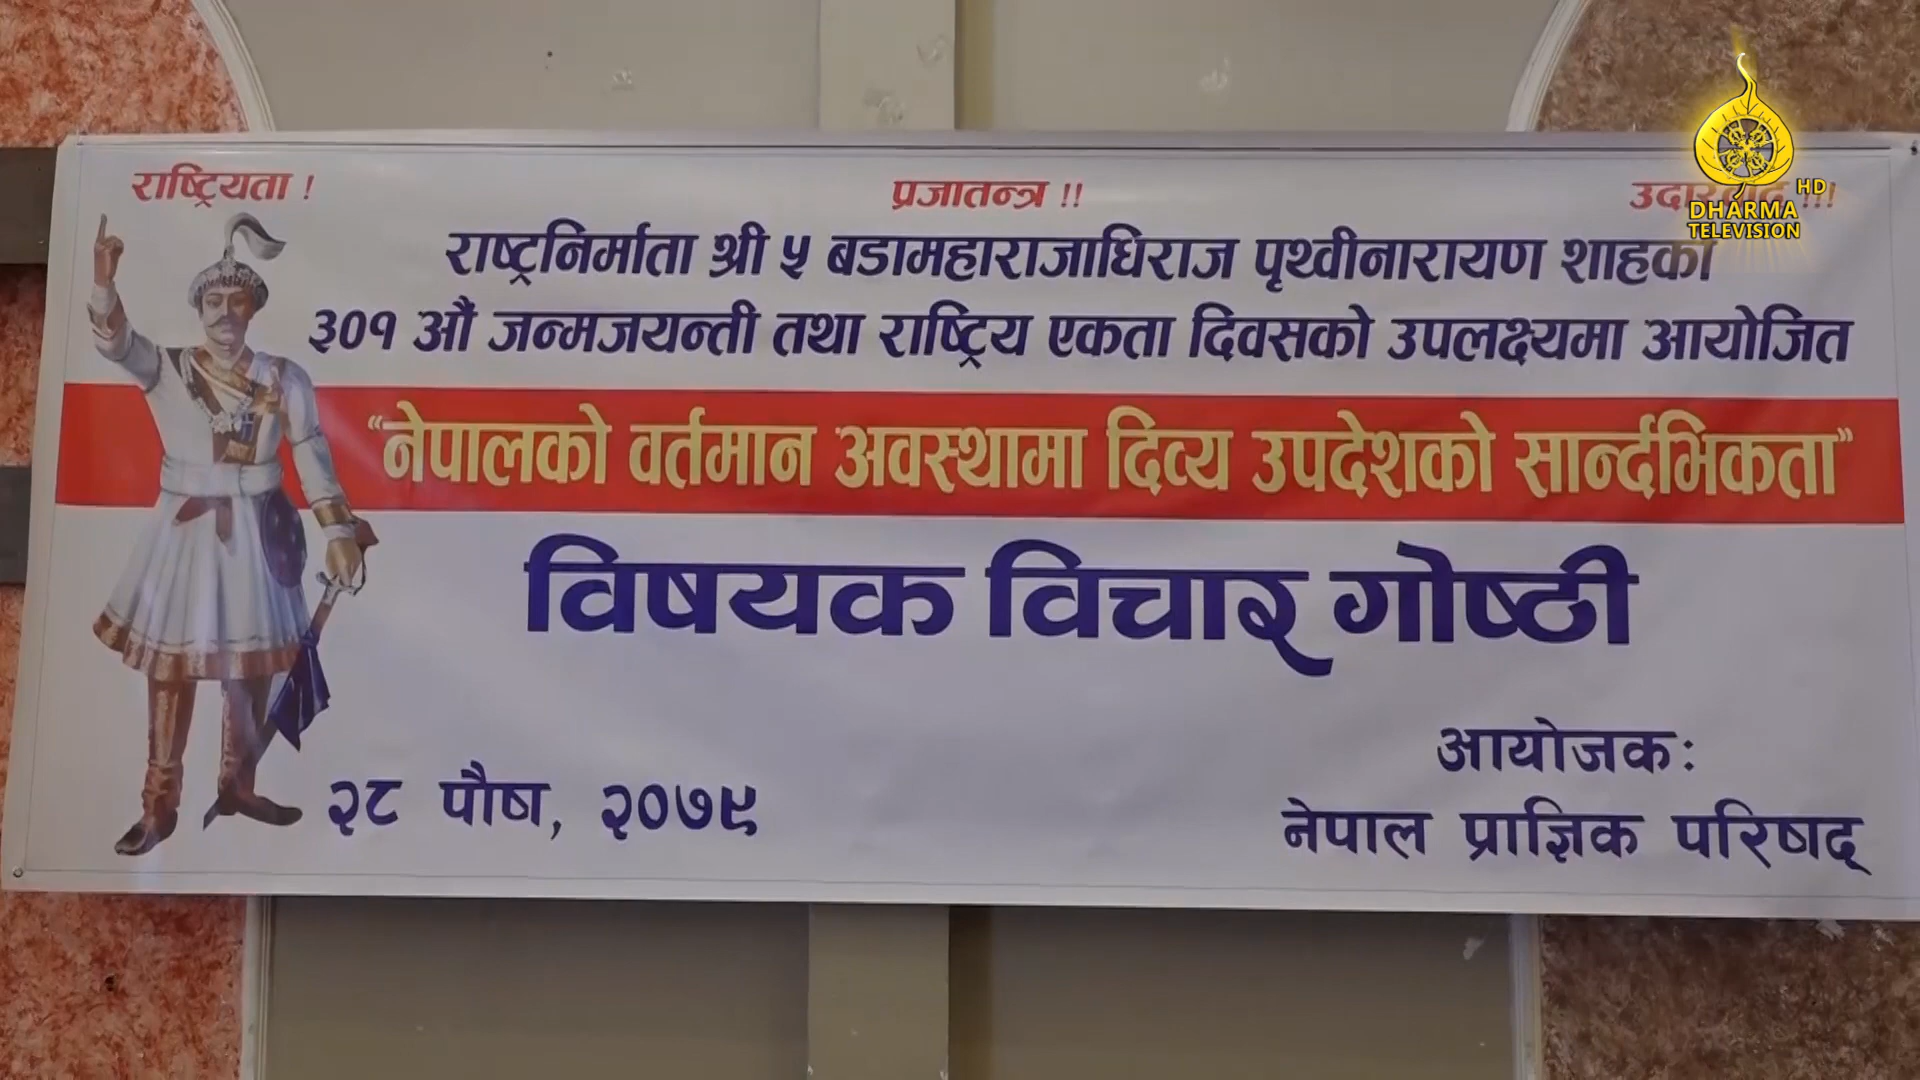 राष्ट्रियता ! प्रजातन्त्र !! !!!
राष्ट्रनिर्माता श्री ५ बडामहाराजाधिराज पृथ्वीनारायण शाहको
३०१ औं जन्मजयन्ती तथा राष्ट्रिय एकता दिवसको उपलक्ष्यमा आयोजित
“नेपालको वर्तमान अवस्थामा दिव्य उपदेशको सार्न्दभिकता”
विषयक विचार गोष्ठी
२८ पौष, २०७९
आयोजक:
नेपाल प्राज्ञिक परिषद्
HD
DHARMA
TELEVISION